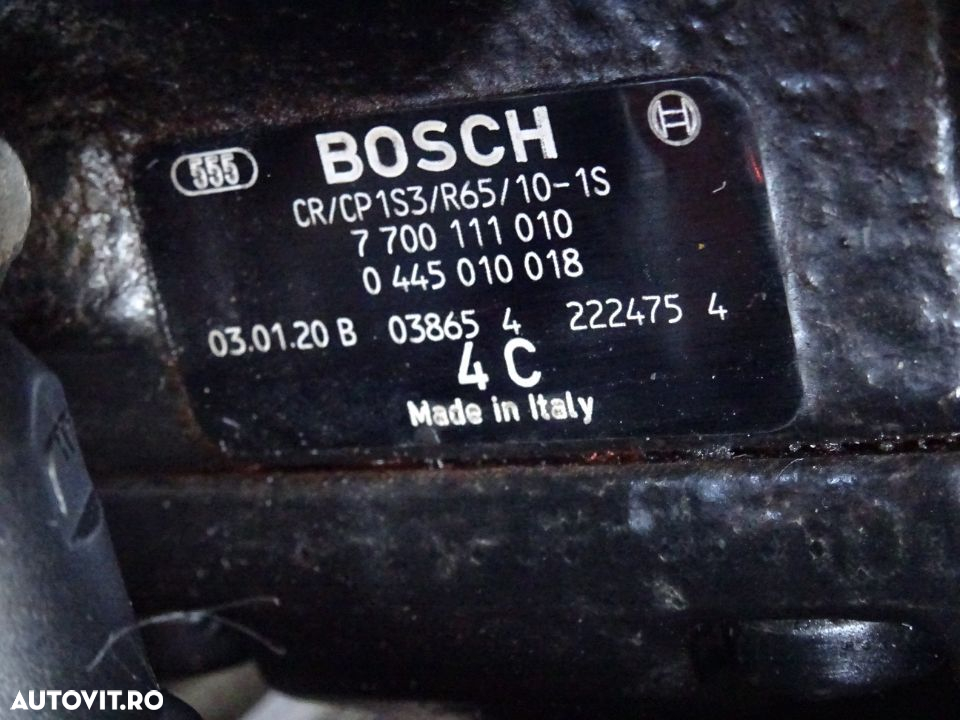 555 BOSCH
CR/CP1S3/R65/10-1S
7 700 111 010
0 445 010 018
03.01.20 B 03865 4 222475 4
4 C
Made in Italy
AUTOVIT.RO